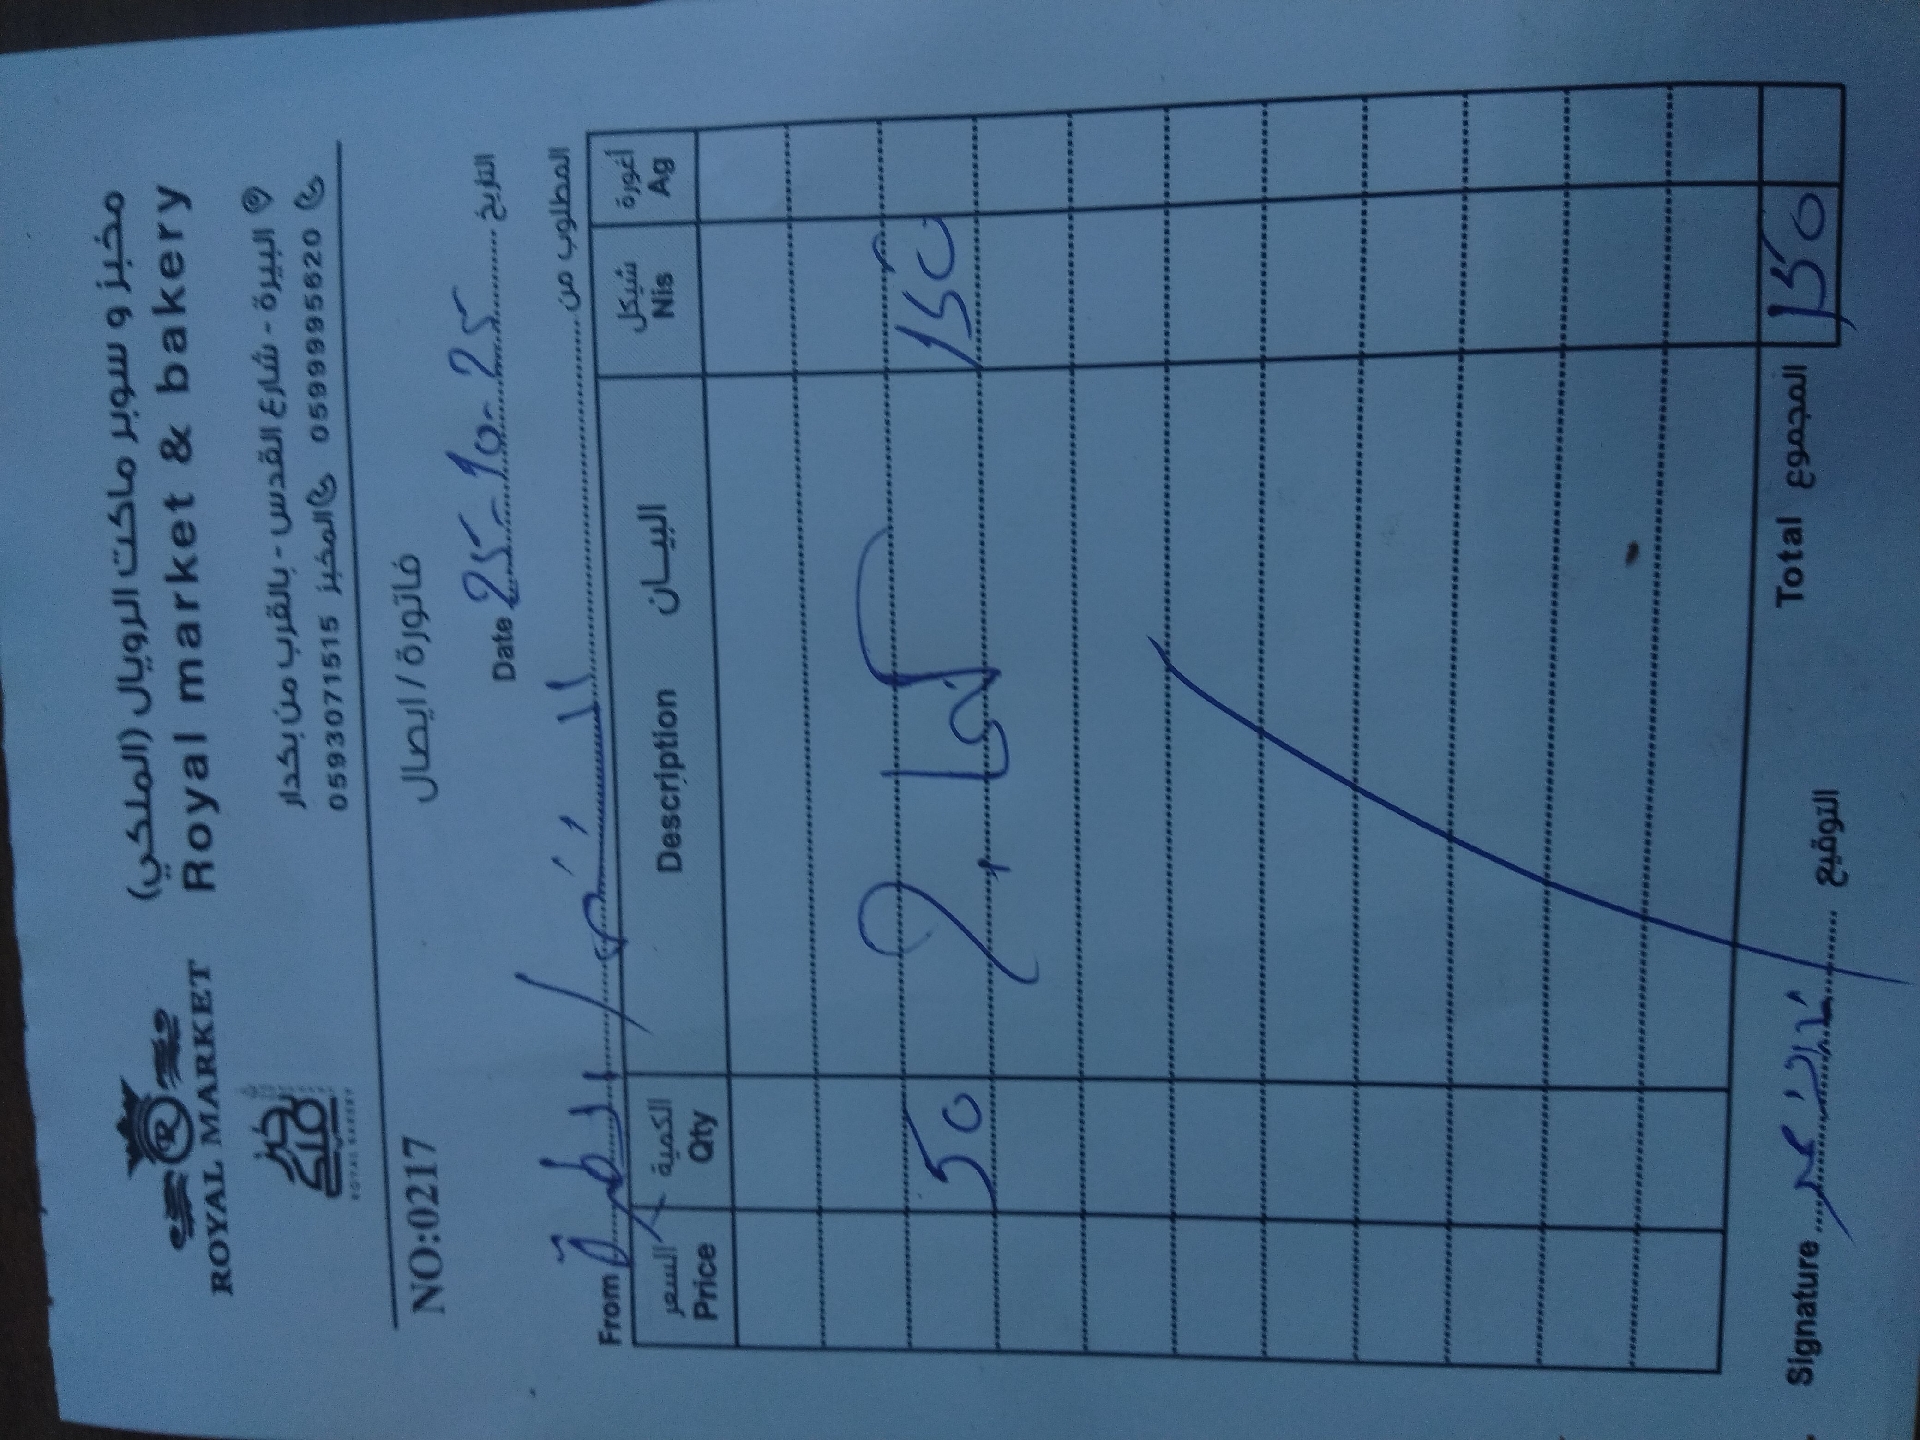 مخبز و سوبر ماركت الرويال (الملكي)
Royal market & bakery
ROYAL MARKET
البيرة - شارع القدس - بالقرب من بكدار
0599995620 المخبز 0593071515
NO:0217
فاتورة / ايصال
Date 25-10-25 التاريخ
From المطلوب من
السعر الكمية البيان شيكل أغورة
Price Qty Description Nis Ag
50 150
Total المجموع 150
Signature التوقيع